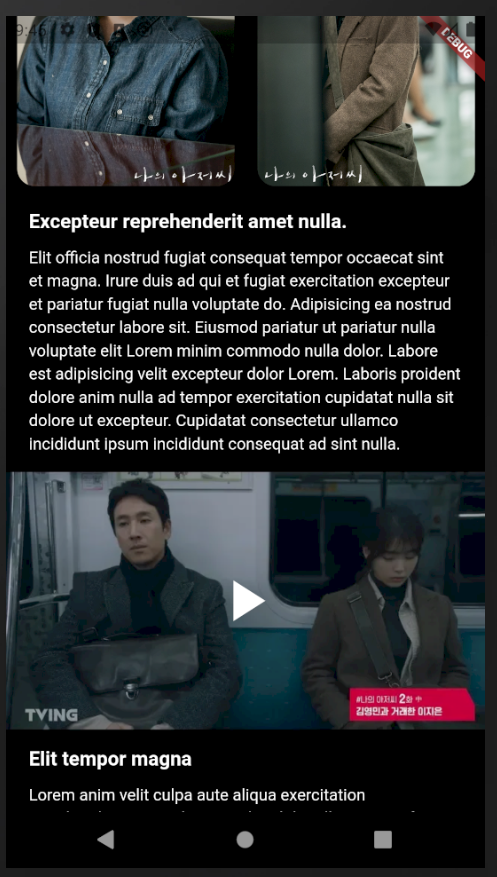 9:46
DEBUG
나의 아저씨
나의 아저씨
Excepteur reprehenderit amet nulla.
Elit officia nostrud fugiat consequat tempor occaecat sint
et magna. Irure duis ad qui et fugiat exercitation excepteur
et pariatur fugiat nulla voluptate do. Adipisicing ea nostrud
consectetur labore sit. Eiusmod pariatur ut pariatur nulla
voluptate elit Lorem minim commodo nulla dolor. Labore
est adipisicing velit excepteur dolor Lorem. Laboris proident
dolore anim nulla ad tempor exercitation cupidatat nulla sit
dolore ut excepteur. Cupidatat consectetur ullamco
incididunt ipsum incididunt consequat ad sint nulla.
TVING
#나의 아저씨 2화
김영민과 거래한 이지은
Elit tempor magna
Lorem anim velit culpa aute aliqua exercitation